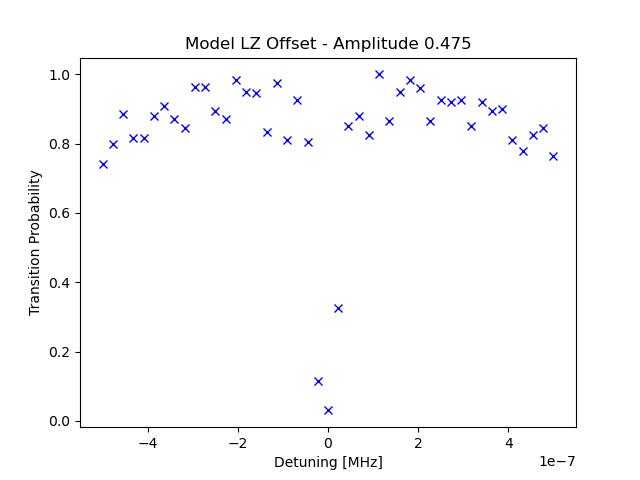 Model LZ Offset - Amplitude 0.475
1.0
0.8
0.6
0.4
0.2
0.0
Transition Probability
−4
−2
0
2
4
1e−7
Detuning [MHz]